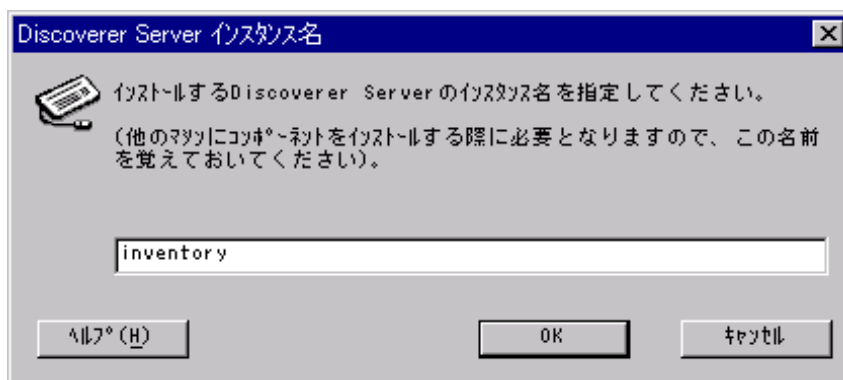 Discoverer Server ｲﾝｽﾀﾝｽ名
ｲﾝｽﾄｰﾙするDiscoverer Serverのｲﾝｽﾀﾝｽ名を指定してください。
(他のﾏｼﾝにｺﾝﾎﾟｰﾈﾝﾄをｲﾝｽﾄｰﾙする際に必要となりますので、この名前
を覚えておいてください)。
inventory
ﾍﾙﾌﾟ(H)
OK
ｷｬﾝｾﾙ